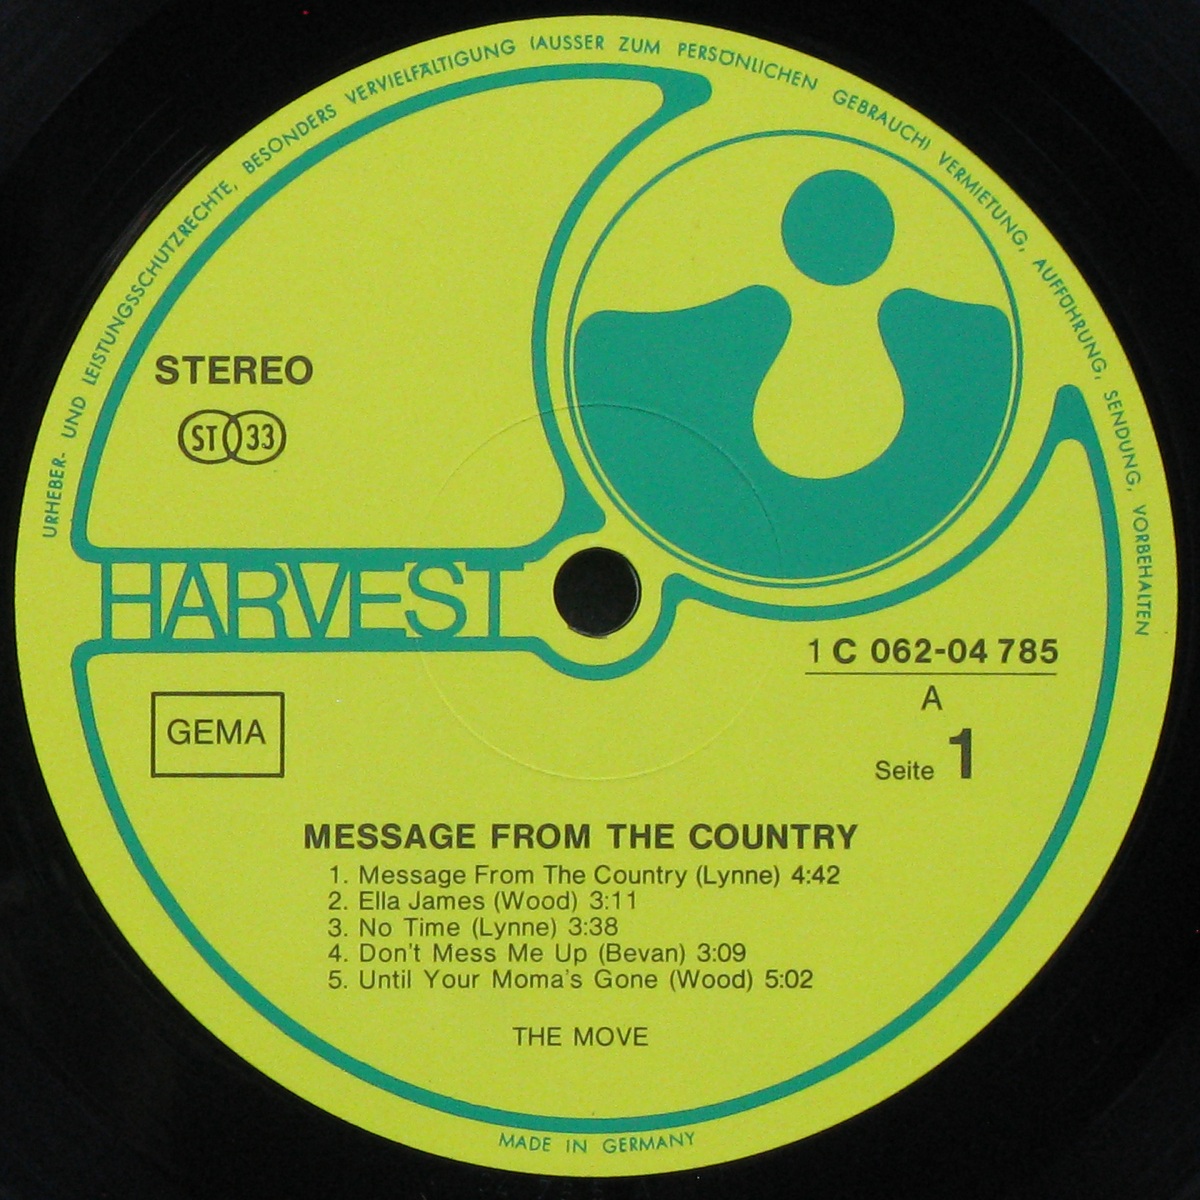 URHEBER- UND LEISTUNGSSCHUTZRECHTE, BESONDERS VERVIELFÄLTIGUNG (AUSSER ZUM PERSÖNLICHEN GEBRAUCH) VERMIETUNG, AUFFÜHRUNG, SENDUNG, VORBEHALTEN
STEREO
ST 33
HARVEST
1 C 062-04 785
A
Seite 1
GEMA
MESSAGE FROM THE COUNTRY
1. Message From The Country (Lynne) 4:42
2. Ella James (Wood) 3:11
3. No Time (Lynne) 3:38
4. Don't Mess Me Up (Bevan) 3:09
5. Until Your Moma's Gone (Wood) 5:02
THE MOVE
MADE IN GERMANY